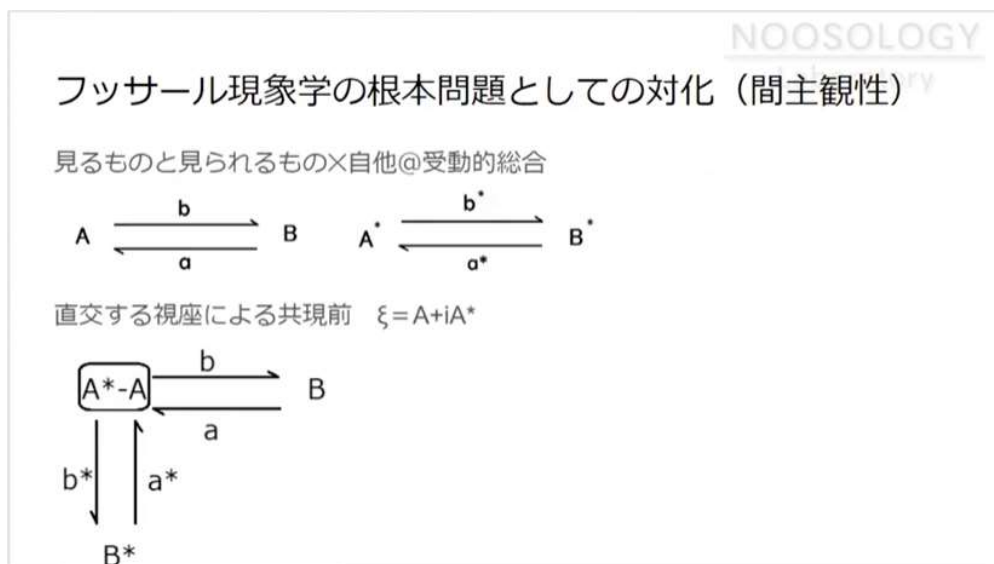 NOOSOLOGY
フッサール現象学の根本問題としての対化（間主観性）
見るものと見られるもの×自他@受動的総合
b
A B
a
b*
A* B*
a*
直交する視座による共現前 ξ=A+iA*
b
A*-A B
a
b* a*
B*